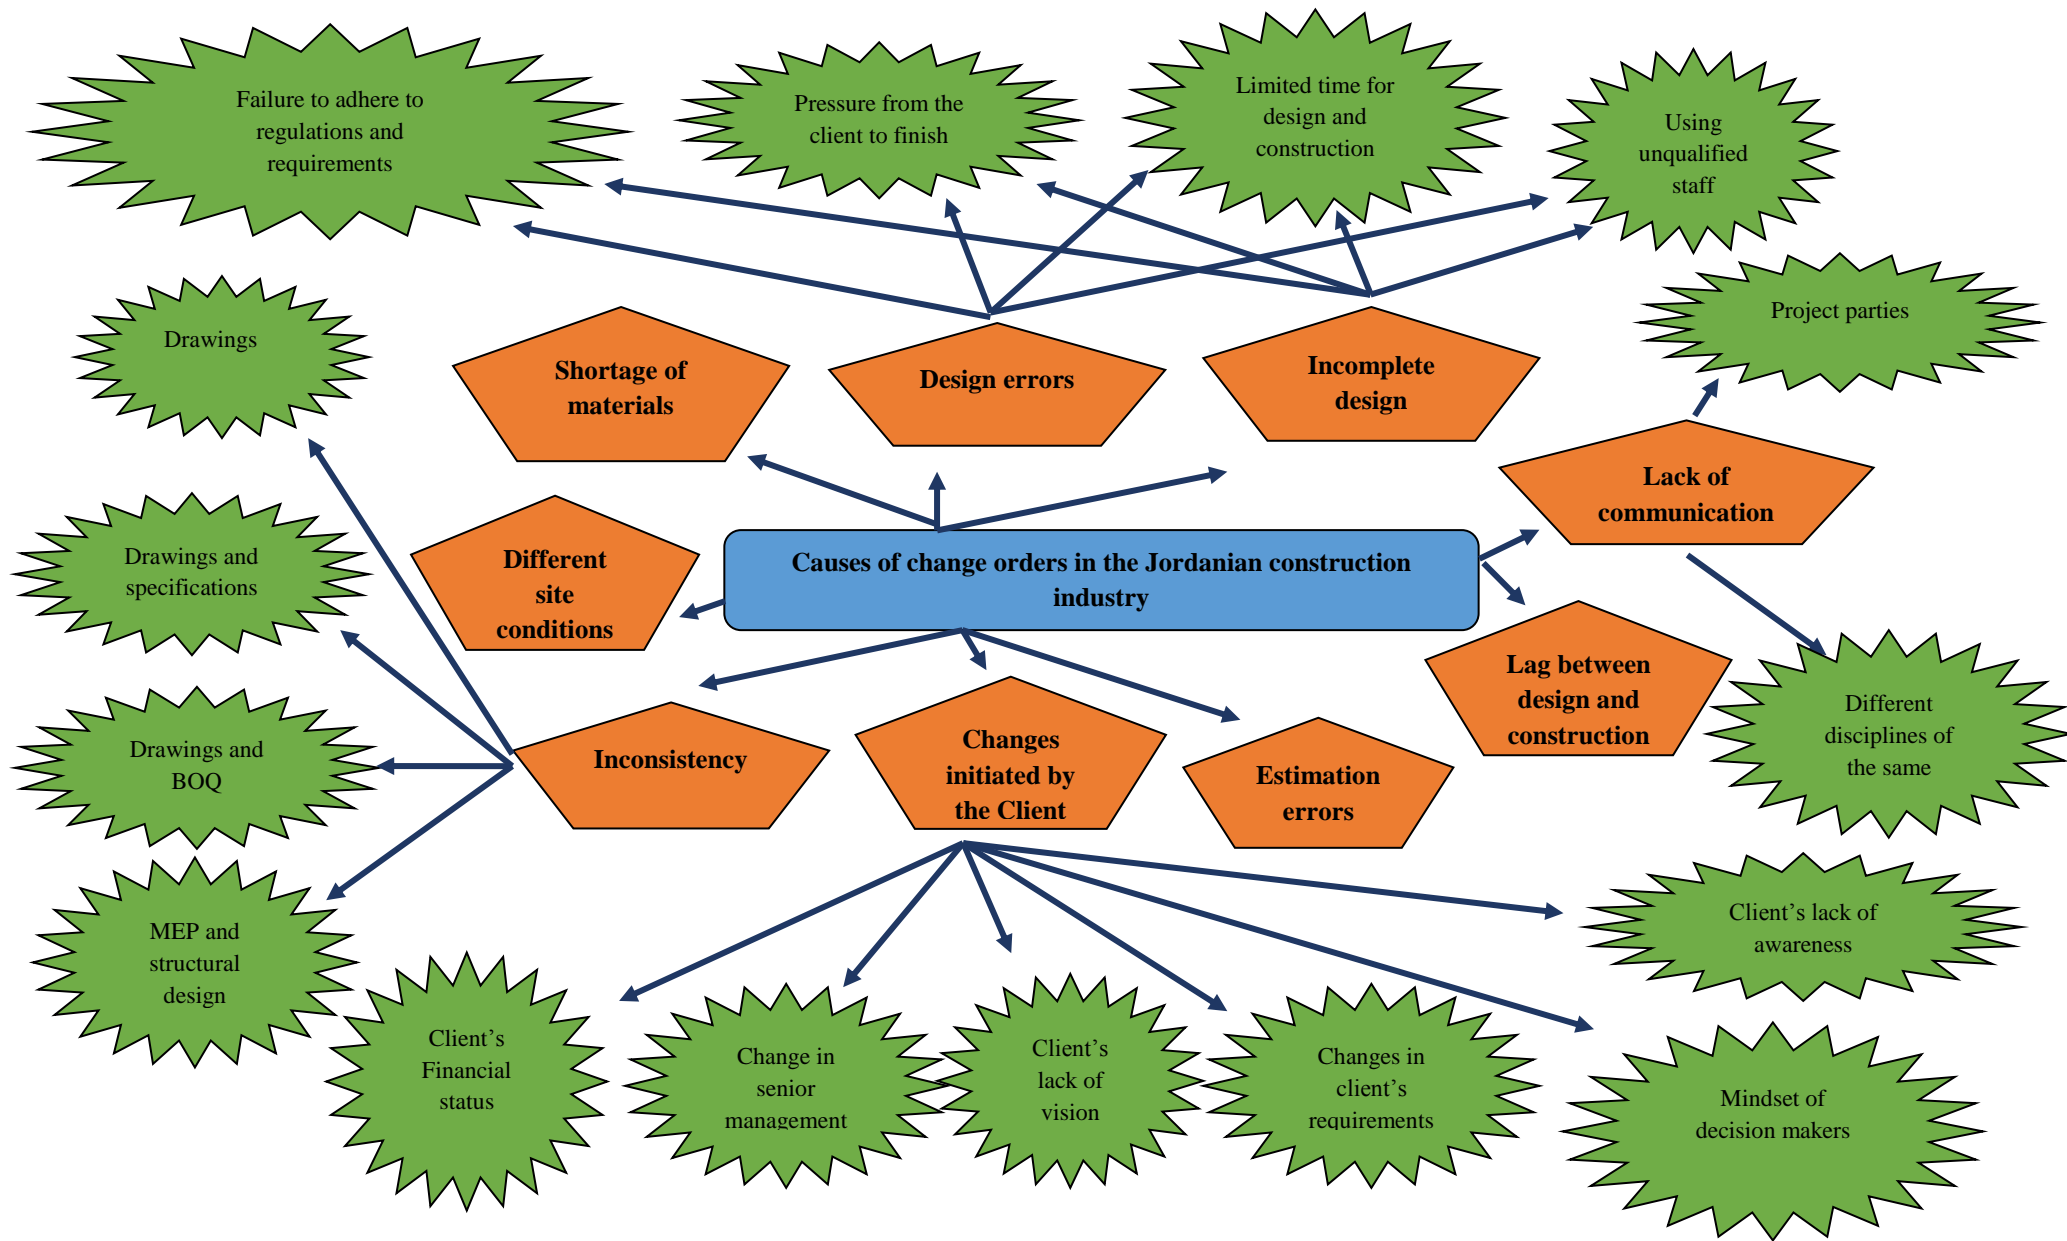 Failure to adhere to
regulations and
requirements
Pressure from the
client to finish
Limited time for
design and
construction
Using
unqualified
staff
Drawings
Shortage of
materials
Design errors
Incomplete
design
Project parties
Lack of
communication
Drawings and
specifications
Different
site
conditions
Causes of change orders in the Jordanian construction
industry
Lag between
design and
construction
Different
disciplines of
the same
Drawings and
BOQ
Inconsistency
Changes
initiated by
the Client
Estimation
errors
MEP and
structural
design
Client's
Financial
status
Change in
senior
management
Client's
lack of
vision
Changes in
client's
requirements
Client's lack of
awareness
Mindset of
decision makers